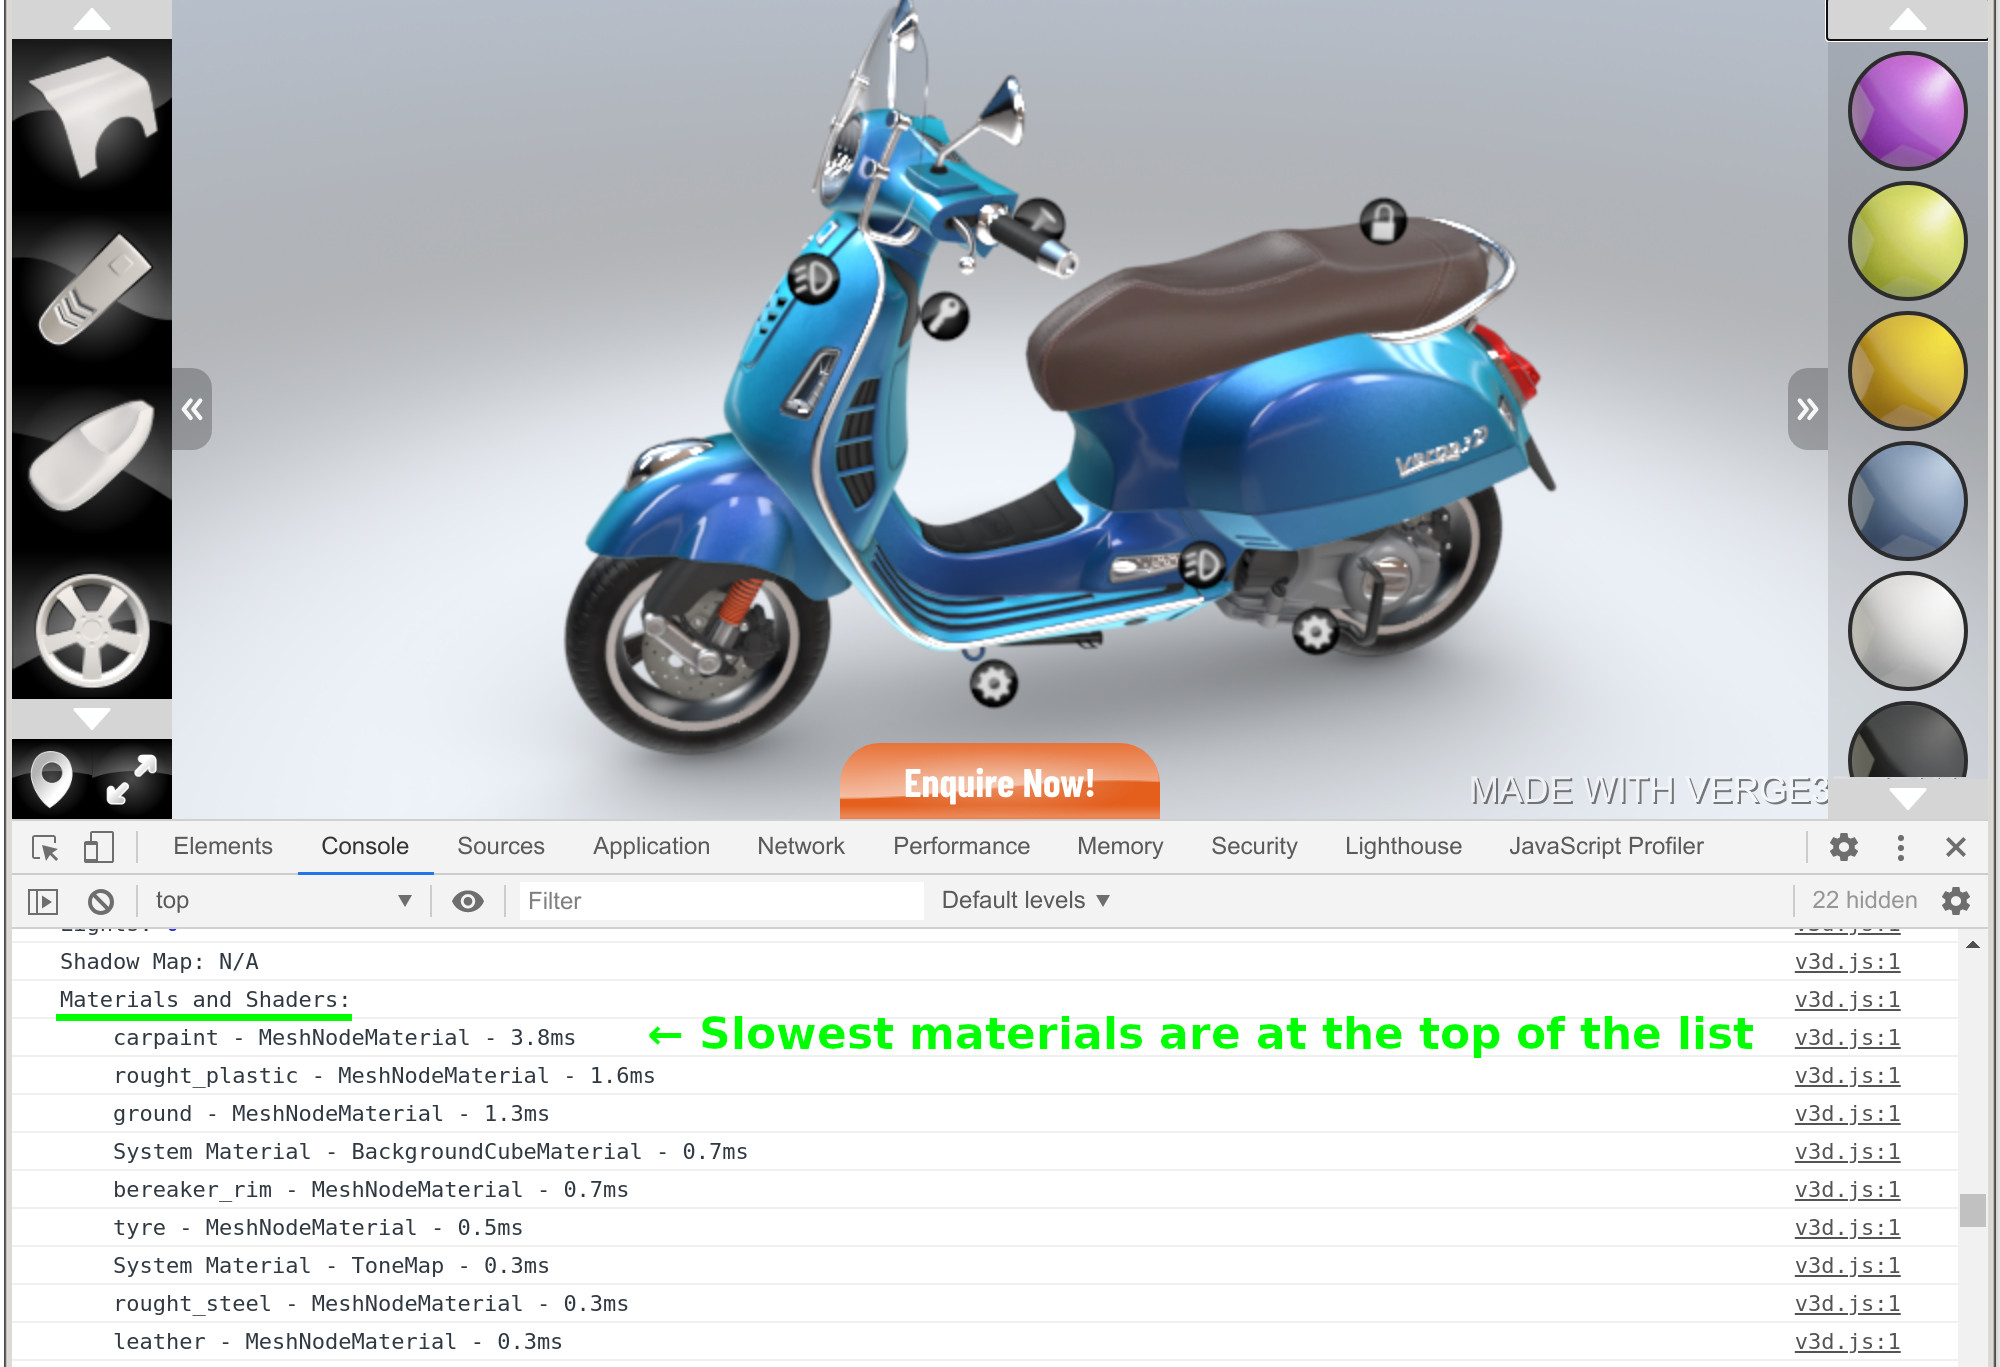 Enquire Now!
MADE WITH VERGE3
Elements Console Sources Application Network Performance Memory Security Lighthouse JavaScript Profiler
top Filter Default levels 22 hidden
Shadow Map: N/A v3d.js:1
Materials and Shaders: v3d.js:1
carpaint - MeshNodeMaterial - 3.8ms ← Slowest materials are at the top of the list v3d.js:1
rought_plastic - MeshNodeMaterial - 1.6ms v3d.js:1
ground - MeshNodeMaterial - 1.3ms v3d.js:1
System Material - BackgroundCubeMaterial - 0.7ms v3d.js:1
bereaker_rim - MeshNodeMaterial - 0.7ms v3d.js:1
tyre - MeshNodeMaterial - 0.5ms v3d.js:1
System Material - ToneMap - 0.3ms v3d.js:1
rought_steel - MeshNodeMaterial - 0.3ms v3d.js:1
leather - MeshNodeMaterial - 0.3ms v3d.js:1